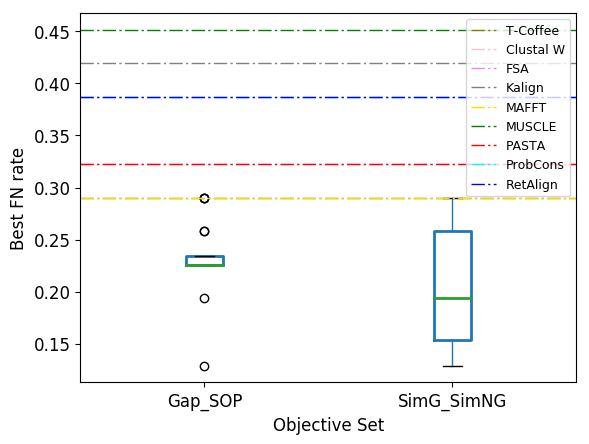 0.45
0.40
0.35
0.30
0.25
0.20
0.15
Best FN rate
T-Coffee
Clustal W
FSA
Kalign
MAFFT
MUSCLE
PASTA
ProbCons
RetAlign
Gap_SOP
SimG_SimNG
Objective Set